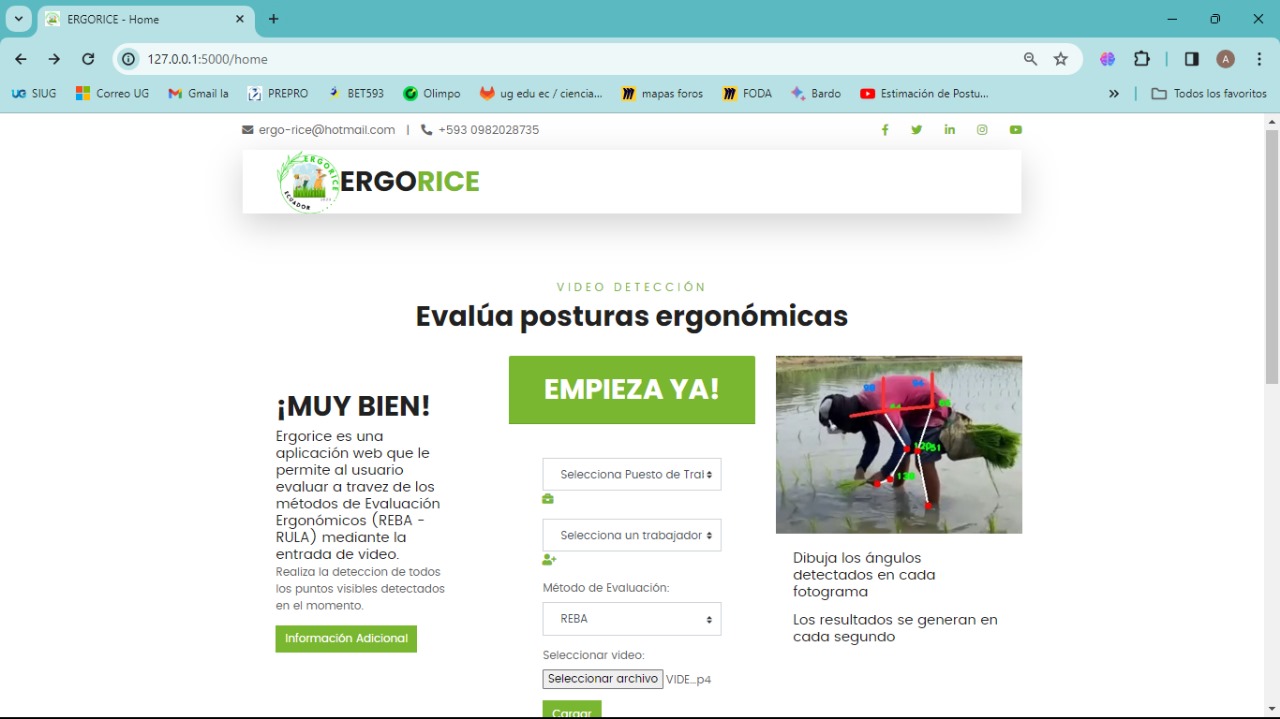 ERGORICE - Home
127.0.0.1:5000/home
SIUG
Correo UG
Gmail la
PREPRO
BET593
Olimpo
ug edu ec / ciencia...
mapas foros
FODA
Bardo
Estimación de Postu...
Todos los favoritos
A
ergo-rice@hotmail.com | +593 0982028735
ERGORICE
ECUADOR
ERGORICE
VIDEO DETECCIÓN
Evalúa posturas ergonómicas
¡MUY BIEN!
Ergorice es una
aplicación web que le
permite al usuario
evaluar a travez de los
métodos de Evaluación
Ergonómicos (REBA -
RULA) mediante la
entrada de video.
Realiza la deteccion de todos
los puntos visibles detectados
en el momento.
Información Adicional
EMPIEZA YA!
Selecciona Puesto de Tral
Selecciona un trabajador
Método de Evaluación:
REBA
Seleccionar video:
Seleccionar archivo VIDE...p4
Cargar
Dibuja los ángulos
detectados en cada
fotograma
Los resultados se generan en
cada segundo